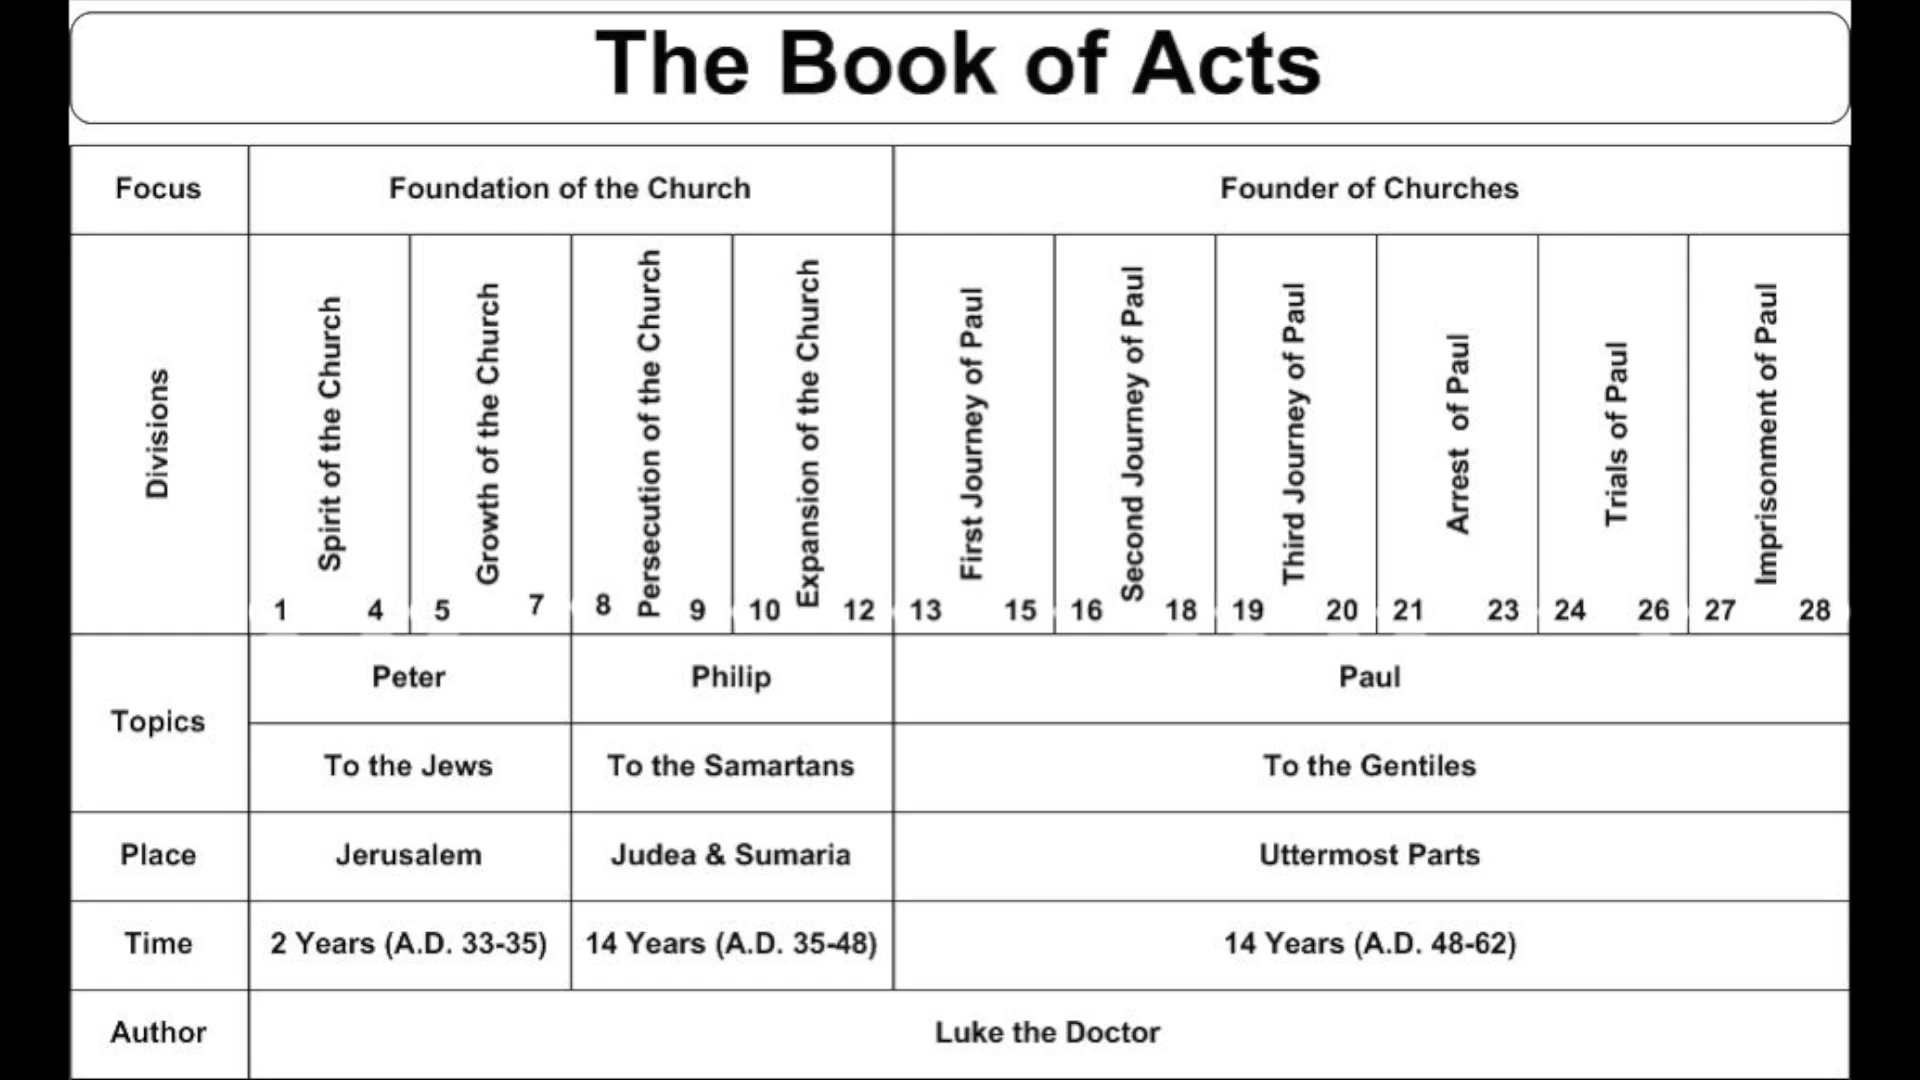 The Book of Acts
Focus
Foundation of the Church
Founder of Churches
Divisions
Spirit of the Church
1 4
Growth of the Church
5 7
Persecution of the Church
8 9
Expansion of the Church
10 12
First Journey of Paul
13 15
Second Journey of Paul
16 18
Third Journey of Paul
19 20
Arrest of Paul
21 23
Trials of Paul
24 26
Imprisonment of Paul
27 28
Topics
Peter
Philip
Paul
To the Jews
To the Samartans
To the Gentiles
Place
Jerusalem
Judea & Sumaria
Uttermost Parts
Time
2 Years (A.D. 33-35)
14 Years (A.D. 35-48)
14 Years (A.D. 48-62)
Author
Luke the Doctor